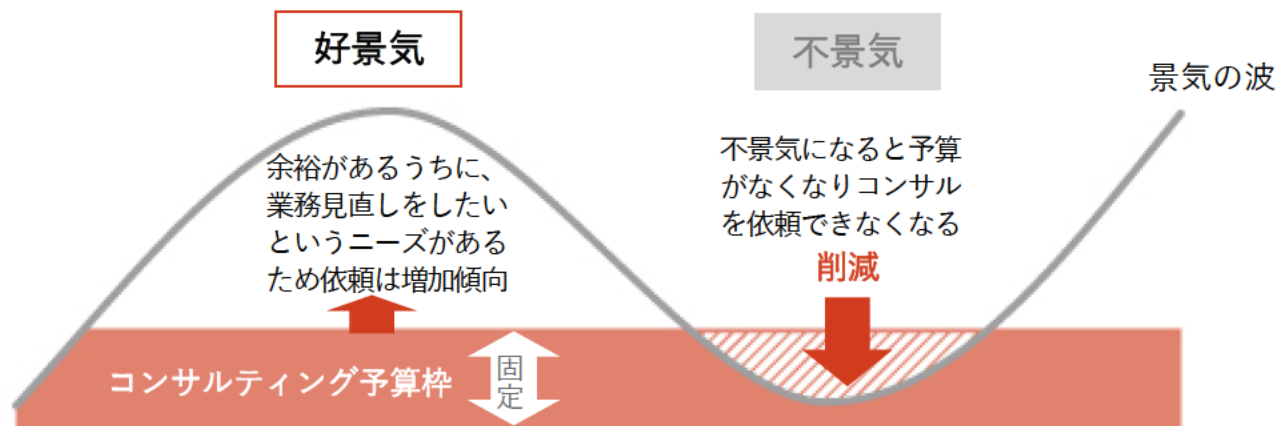 好景気
不景気
景気の波
余裕があるうちに、
業務見直しをしたい
というニーズがある
ため依頼は増加傾向
不景気になると予算
がなくなりコンサル
を依頼できなくなる
削減
コンサルティング予算枠
固定